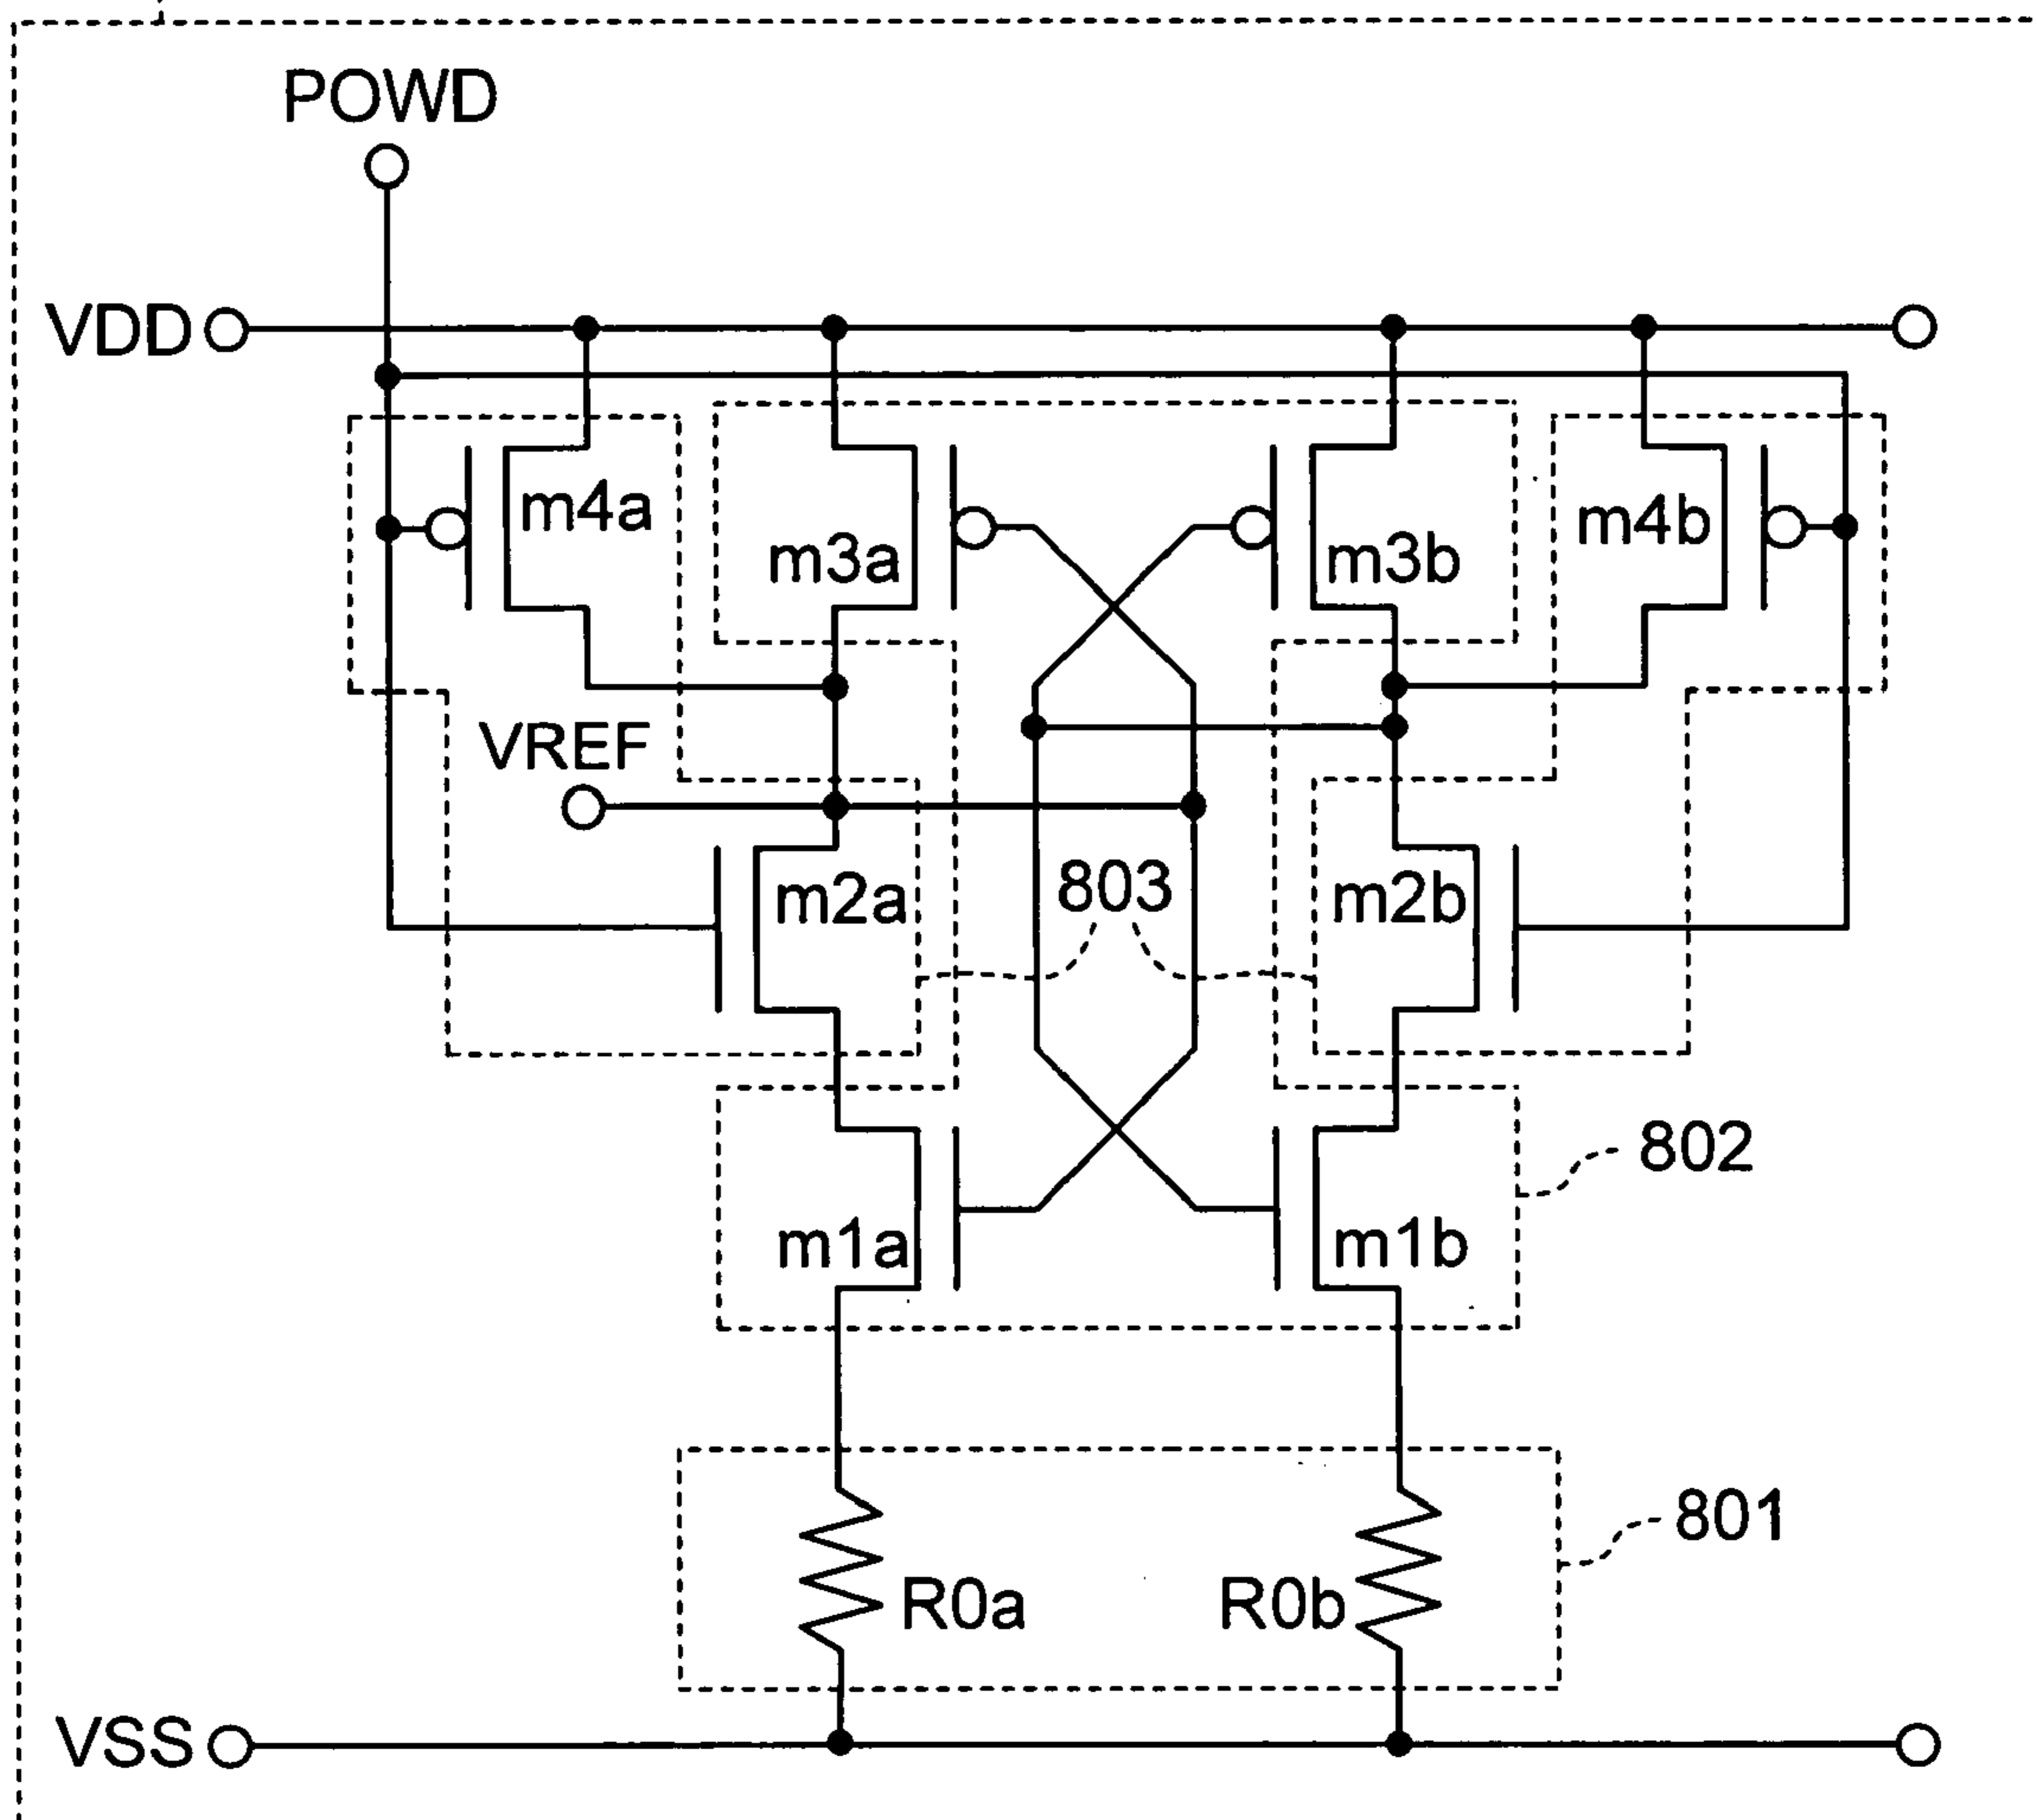 POWD
VDD
m4a
m4b
m3a
m3b
VREF
803
m2a
m2b
802
m1a
m1b
801
R0a
R0b
VSS